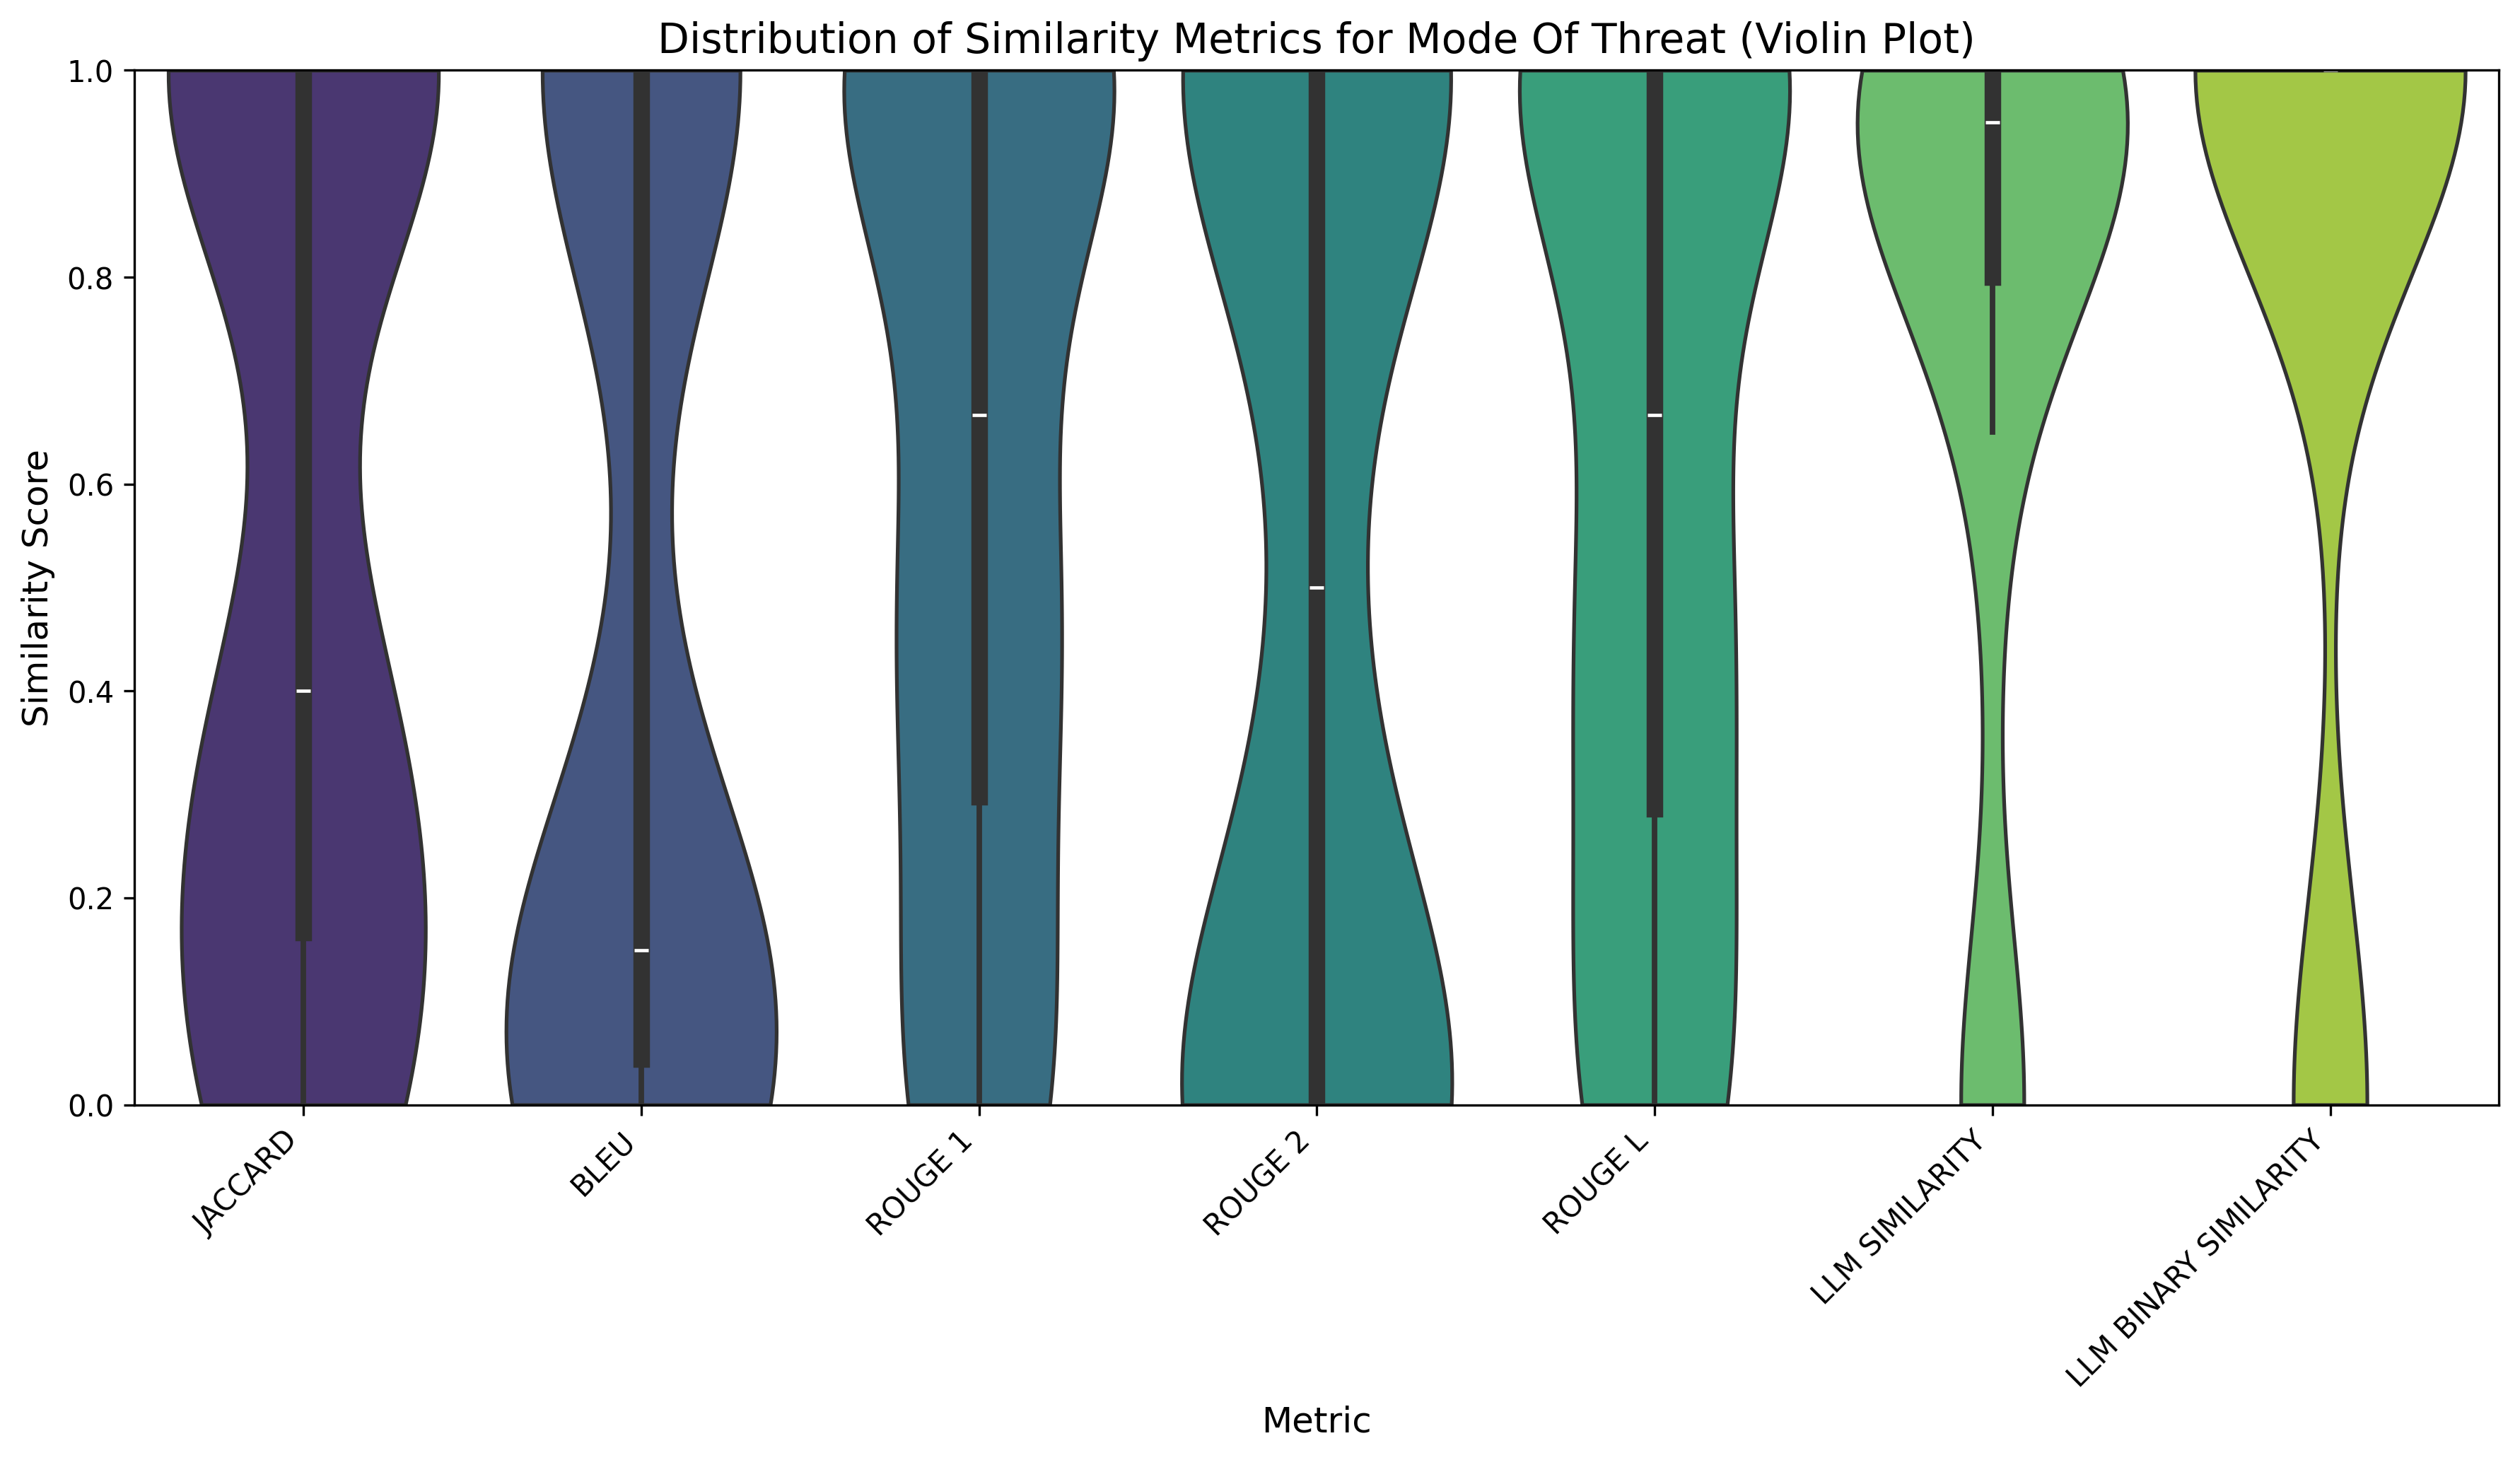 Distribution of Similarity Metrics for Mode Of Threat (Violin Plot)
1.0
0.8
0.6
0.4
0.2
0.0
Similarity Score
JACCARD
BLEU
ROUGE 1
ROUGE 2
ROUGE L
LLM SIMILARITY
LLM BINARY SIMILARITY
Metric